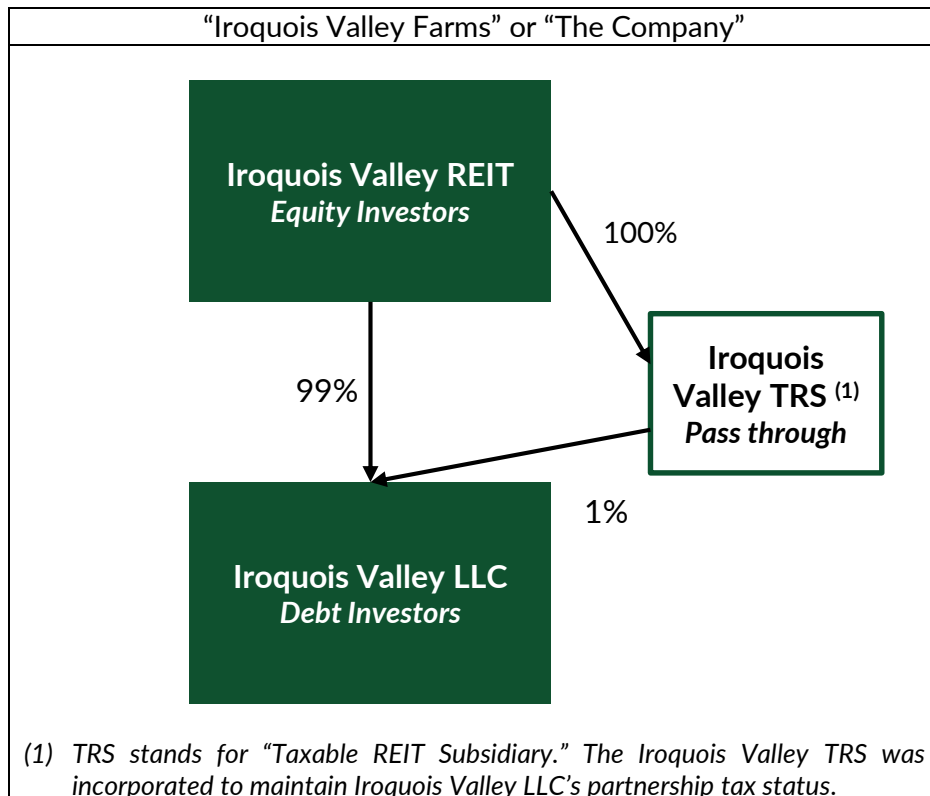 “Iroquois Valley Farms” or “The Company”
Iroquois Valley REIT
Equity Investors
100%
Iroquois
Valley TRS (1)
Pass through
99%
1%
Iroquois Valley LLC
Debt Investors
(1) TRS stands for “Taxable REIT Subsidiary.” The Iroquois Valley TRS was
incorporated to maintain Iroquois Valley LLC’s partnership tax status.